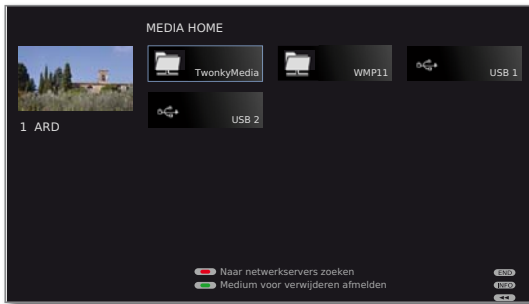 MEDIA HOME
TwonkyMedia
WMP11
USB 1
USB 2
1 ARD
Naar netwerkservers zoeken
Medium voor verwijderen afmelden
END
INFO